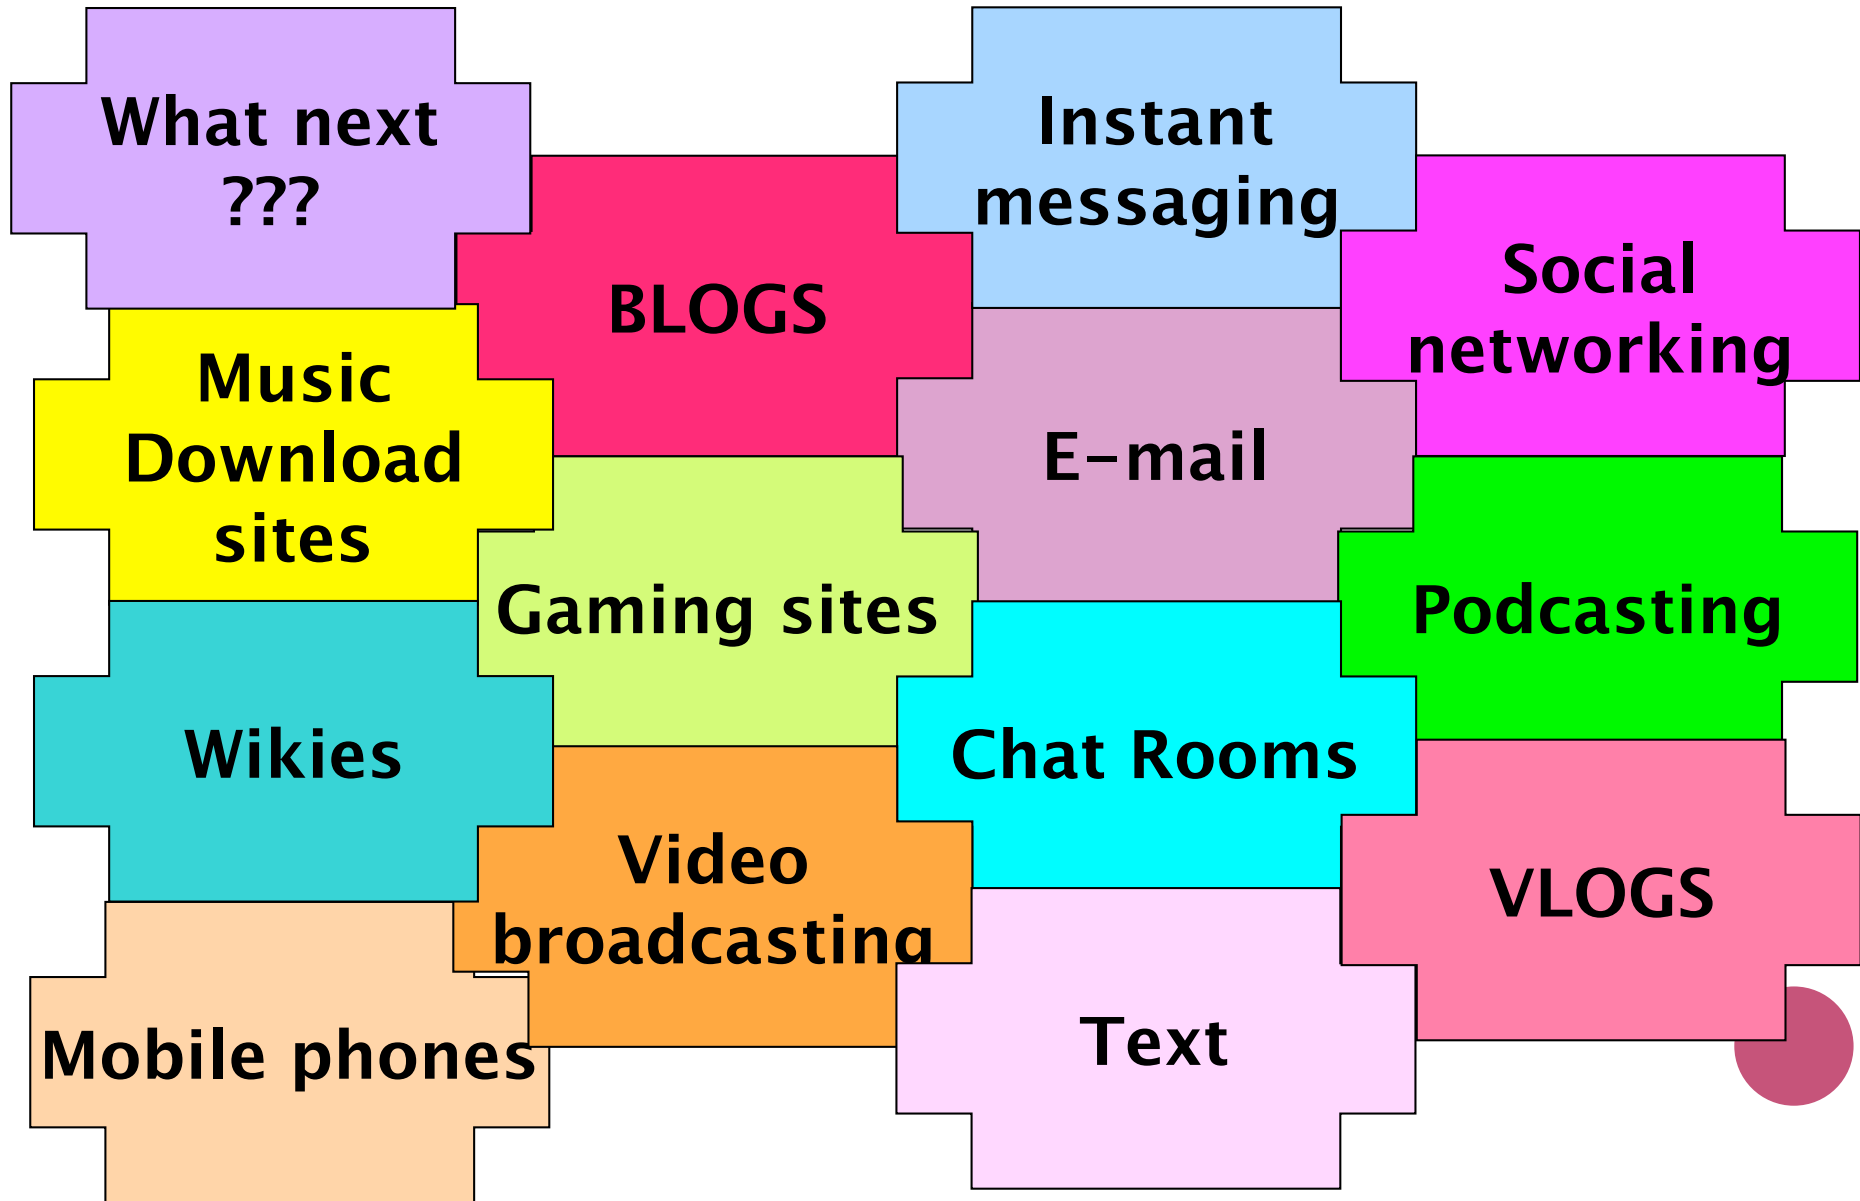 What next
???
Instant
messaging
BLOGS
Social
networking
Music
Download
sites
E-mail
Gaming sites
Podcasting
Wikies
Chat Rooms
Video
broadcasting
VLOGS
Mobile phones
Text